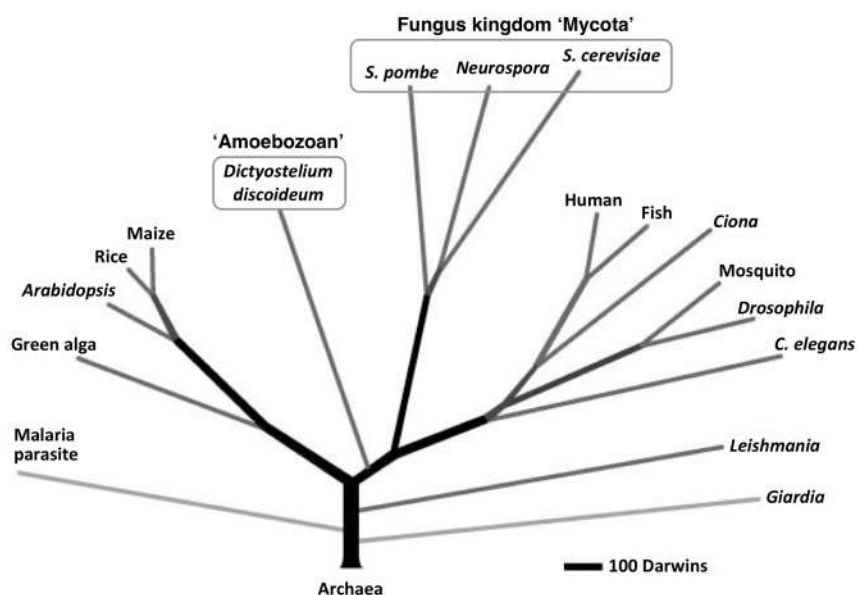 Fungus kingdom ‘Mycota’
S. pombe
Neurospora
S. cerevisiae
‘Amoebozoan’
Dictyostelium
discoideum
Human
Fish
Ciona
Maize
Rice
Arabidopsis
Green alga
Mosquito
Drosophila
C. elegans
Malaria
parasite
Leishmania
Giardia
100 Darwins
Archaea